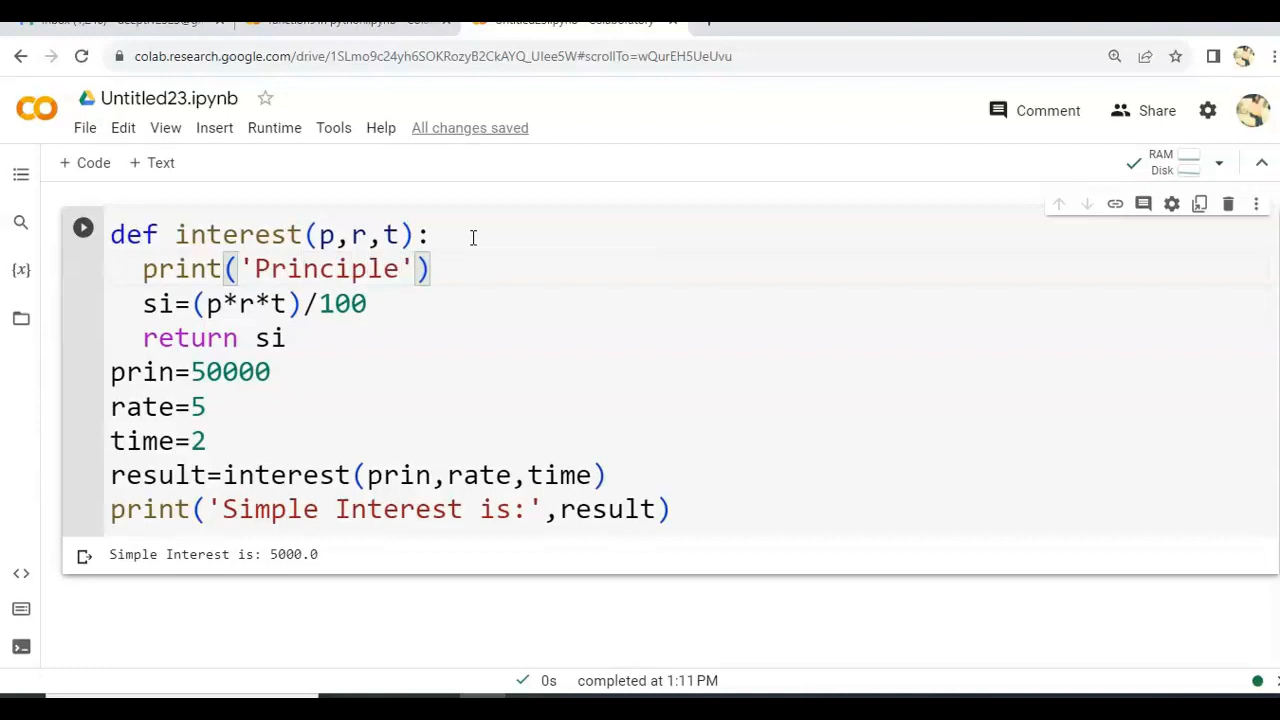 colab.research.google.com/drive/1SLmo9c24yh6SOKRozyB2CkAYQ_UIee5W#scrollTo=wQurEH5UeUvu
CO Untitled23.ipynb
Comment Share
File Edit View Insert Runtime Tools Help All changes saved
+ Code + Text
RAM
Disk
def interest(p,r,t):
print('Principle')
si=(p*r*t)/100
return si
prin=50000
rate=5
time=2
result=interest(prin,rate,time)
print('Simple Interest is:',result)
Simple Interest is: 5000.0
0s completed at 1:11 PM